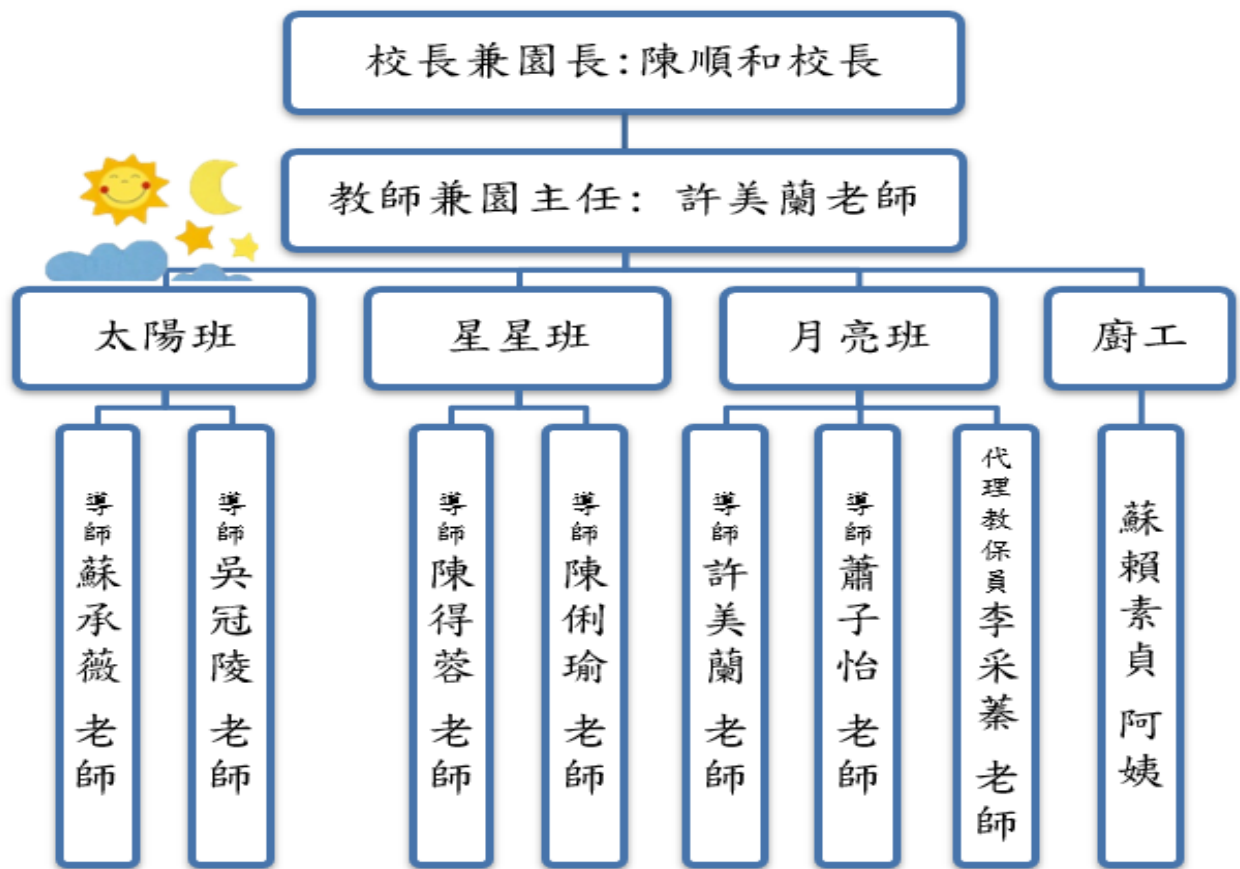 校長兼園長:陳順和校長
教師兼園主任: 許美蘭老師
太陽班
星星班
月亮班
廚工
導師蘇承薇 老師
導師吳冠陵 老師
導師陳得蓉 老師
導師陳俐瑜 老師
導師許美蘭 老師
導師蕭子怡 老師
代理教保員李采蓁 老師
蘇賴素貞 阿姨